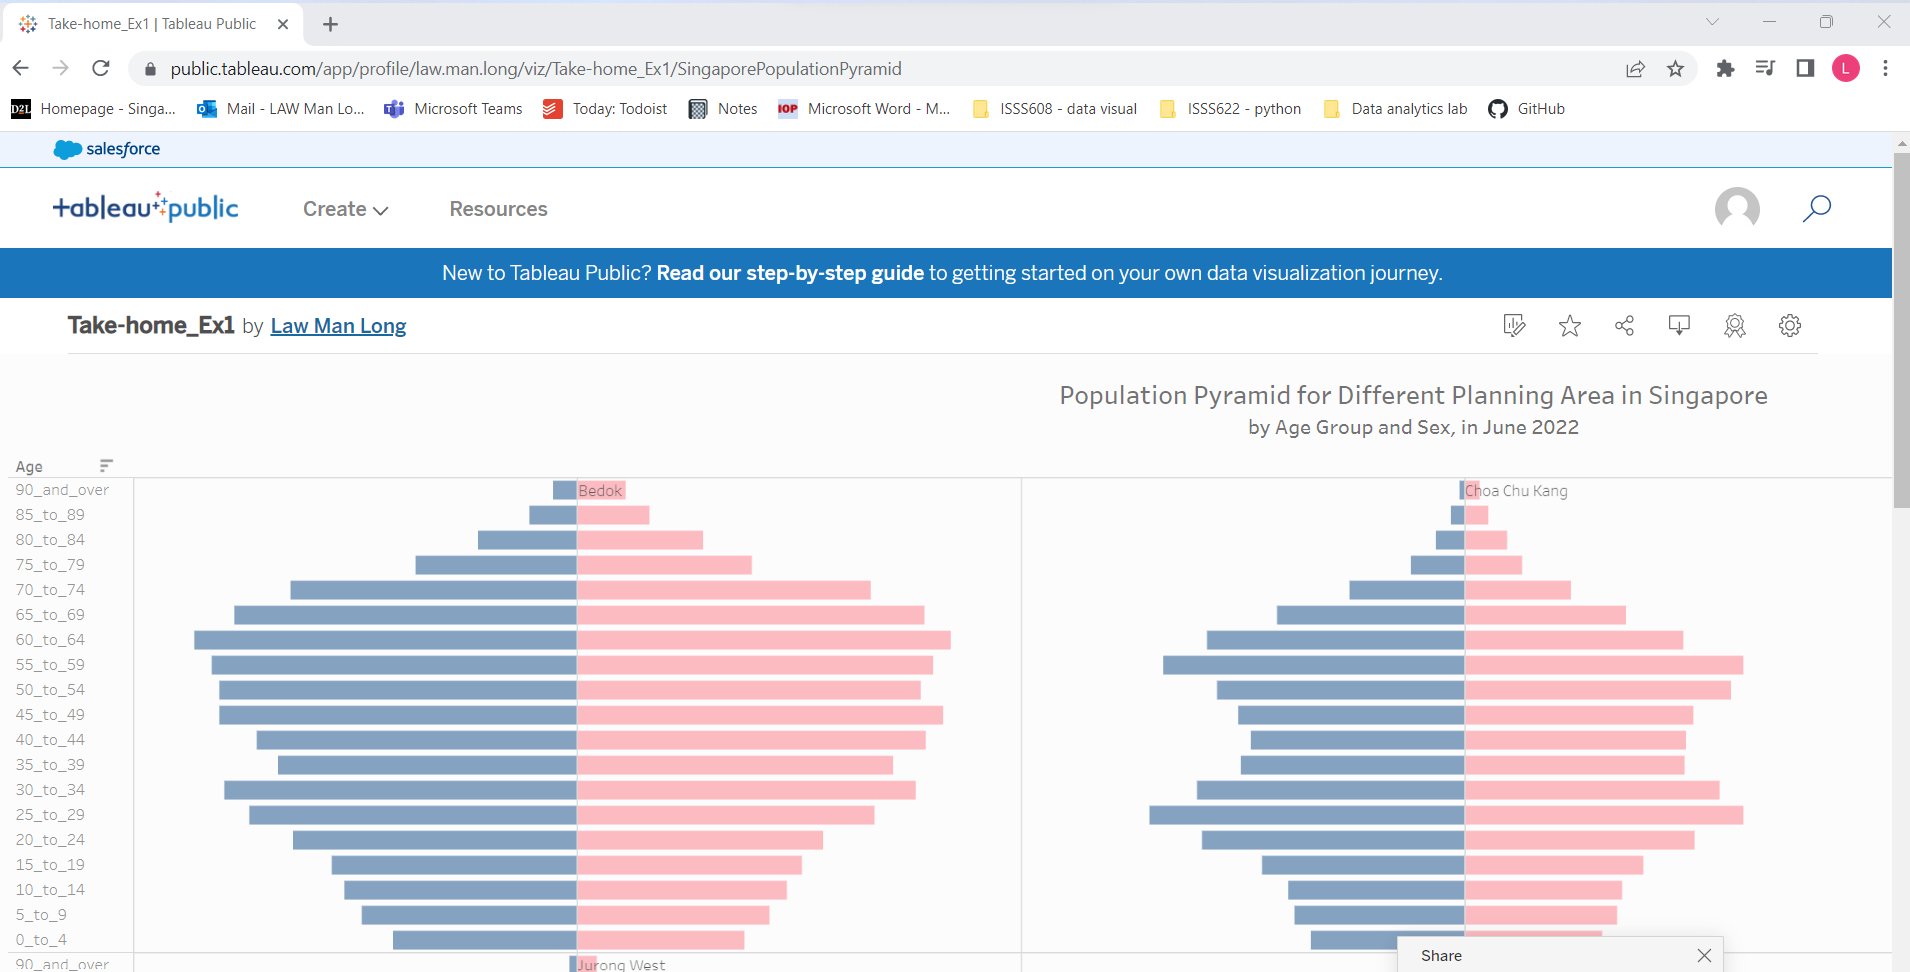 Take-home_Ex1 | Tableau Public
public.tableau.com/app/profile/law.man.long/viz/Take-home_Ex1/SingaporePopulationPyramid
L
D2L Homepage - Singa... Mail - LAW Man Lo... Microsoft Teams Today: Todoist Notes IOP Microsoft Word - M... ISSS608 - data visual ISSS622 - python Data analytics lab GitHub
salesforce
+ableau public Create Resources
New to Tableau Public? Read our step-by-step guide to getting started on your own data visualization journey.
Take-home_Ex1 by Law Man Long
Population Pyramid for Different Planning Area in Singapore
by Age Group and Sex, in June 2022
Age
90_and_over Bedok Choa Chu Kang
85_to_89
80_to_84
75_to_79
70_to_74
65_to_69
60_to_64
55_to_59
50_to_54
45_to_49
40_to_44
35_to_39
30_to_34
25_to_29
20_to_24
15_to_19
10_to_14
5_to_9
0_to_4
Share
90_and_over Jurong West